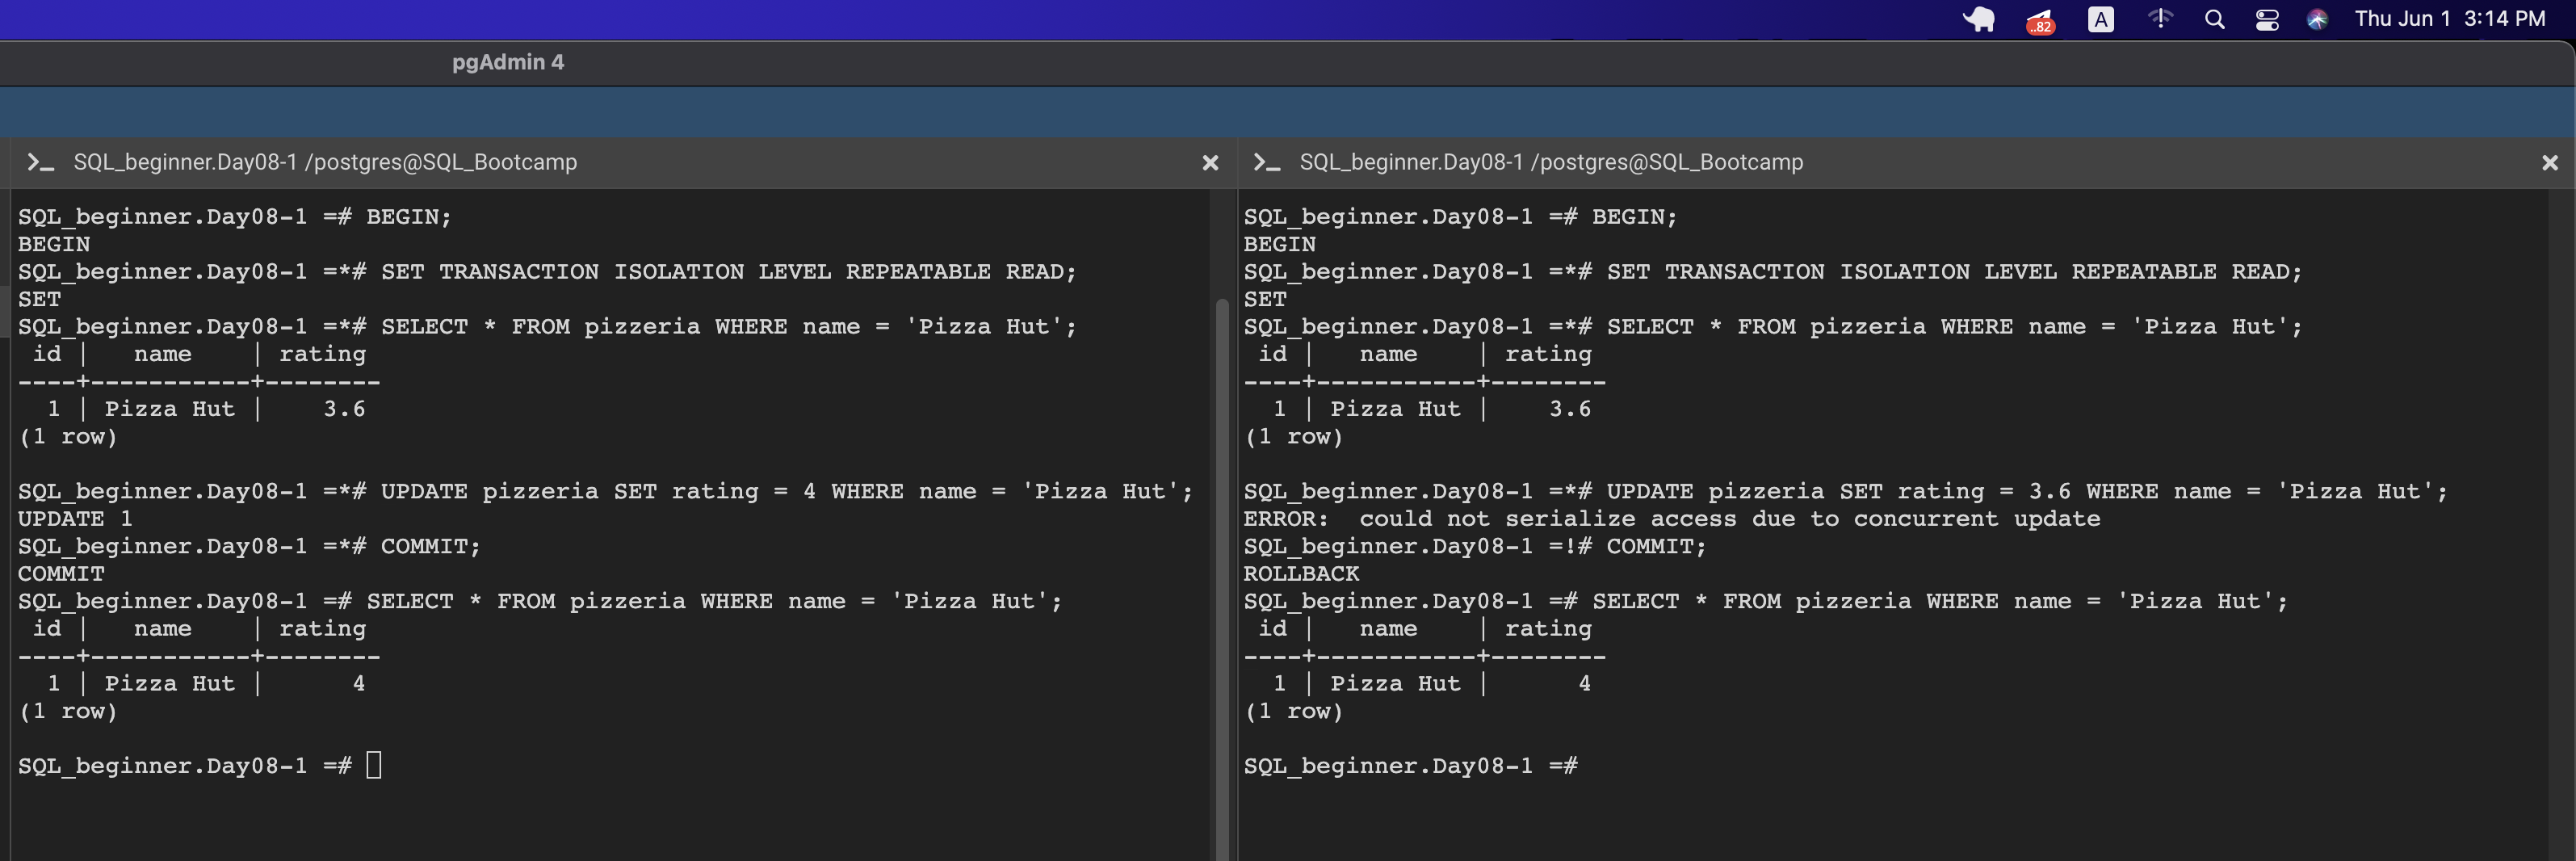 ..82 A Thu Jun 1 3:14 PM
pgAdmin 4
SQL_beginner.Day08-1 /postgres@SQL_Bootcamp
SQL_beginner.Day08-1 =# BEGIN;
BEGIN
SQL_beginner.Day08-1 =*# SET TRANSACTION ISOLATION LEVEL REPEATABLE READ;
SET
SQL_beginner.Day08-1 =*# SELECT * FROM pizzeria WHERE name = 'Pizza Hut';
 id |   name    | rating
----+-----------+--------
  1 | Pizza Hut |    3.6
(1 row)
SQL_beginner.Day08-1 =*# UPDATE pizzeria SET rating = 4 WHERE name = 'Pizza Hut';
UPDATE 1
SQL_beginner.Day08-1 =*# COMMIT;
COMMIT
SQL_beginner.Day08-1 =# SELECT * FROM pizzeria WHERE name = 'Pizza Hut';
 id |   name    | rating
----+-----------+--------
  1 | Pizza Hut |      4
(1 row)
SQL_beginner.Day08-1 =#
SQL_beginner.Day08-1 /postgres@SQL_Bootcamp
SQL_beginner.Day08-1 =# BEGIN;
BEGIN
SQL_beginner.Day08-1 =*# SET TRANSACTION ISOLATION LEVEL REPEATABLE READ;
SET
SQL_beginner.Day08-1 =*# SELECT * FROM pizzeria WHERE name = 'Pizza Hut';
 id |   name    | rating
----+-----------+--------
  1 | Pizza Hut |    3.6
(1 row)
SQL_beginner.Day08-1 =*# UPDATE pizzeria SET rating = 3.6 WHERE name = 'Pizza Hut';
ERROR:  could not serialize access due to concurrent update
SQL_beginner.Day08-1 =!# COMMIT;
ROLLBACK
SQL_beginner.Day08-1 =# SELECT * FROM pizzeria WHERE name = 'Pizza Hut';
 id |   name    | rating
----+-----------+--------
  1 | Pizza Hut |      4
(1 row)
SQL_beginner.Day08-1 =#